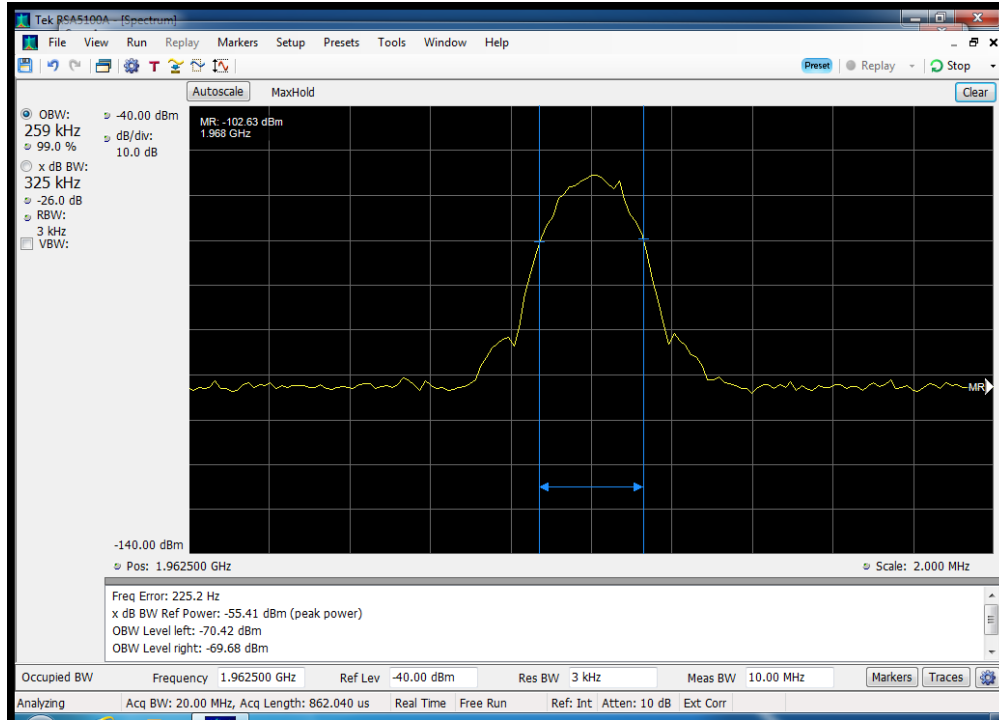 Tek RSA5100A - [Spectrum]
File View Run Replay Markers Setup Presets Tools Window Help
Preset Replay Stop
Autoscale MaxHold Clear
OBW:
259 kHz
99.0 %
x dB BW:
325 kHz
-26.0 dB
RBW:
3 kHz
VBW:
-40.00 dBm
dB/div:
10.0 dB
MR: -102.63 dBm
1.968 GHz
MR
-140.00 dBm
Pos: 1.962500 GHz Scale: 2.000 MHz
Freq Error: 225.2 Hz
x dB BW Ref Power: -55.41 dBm (peak power)
OBW Level left: -70.42 dBm
OBW Level right: -69.68 dBm
Occupied BW Frequency 1.962500 GHz Ref Lev -40.00 dBm Res BW 3 kHz Meas BW 10.00 MHz Markers Traces
Analyzing Acq BW: 20.00 MHz, Acq Length: 862.040 us Real Time Free Run Ref: Int Atten: 10 dB Ext Corr